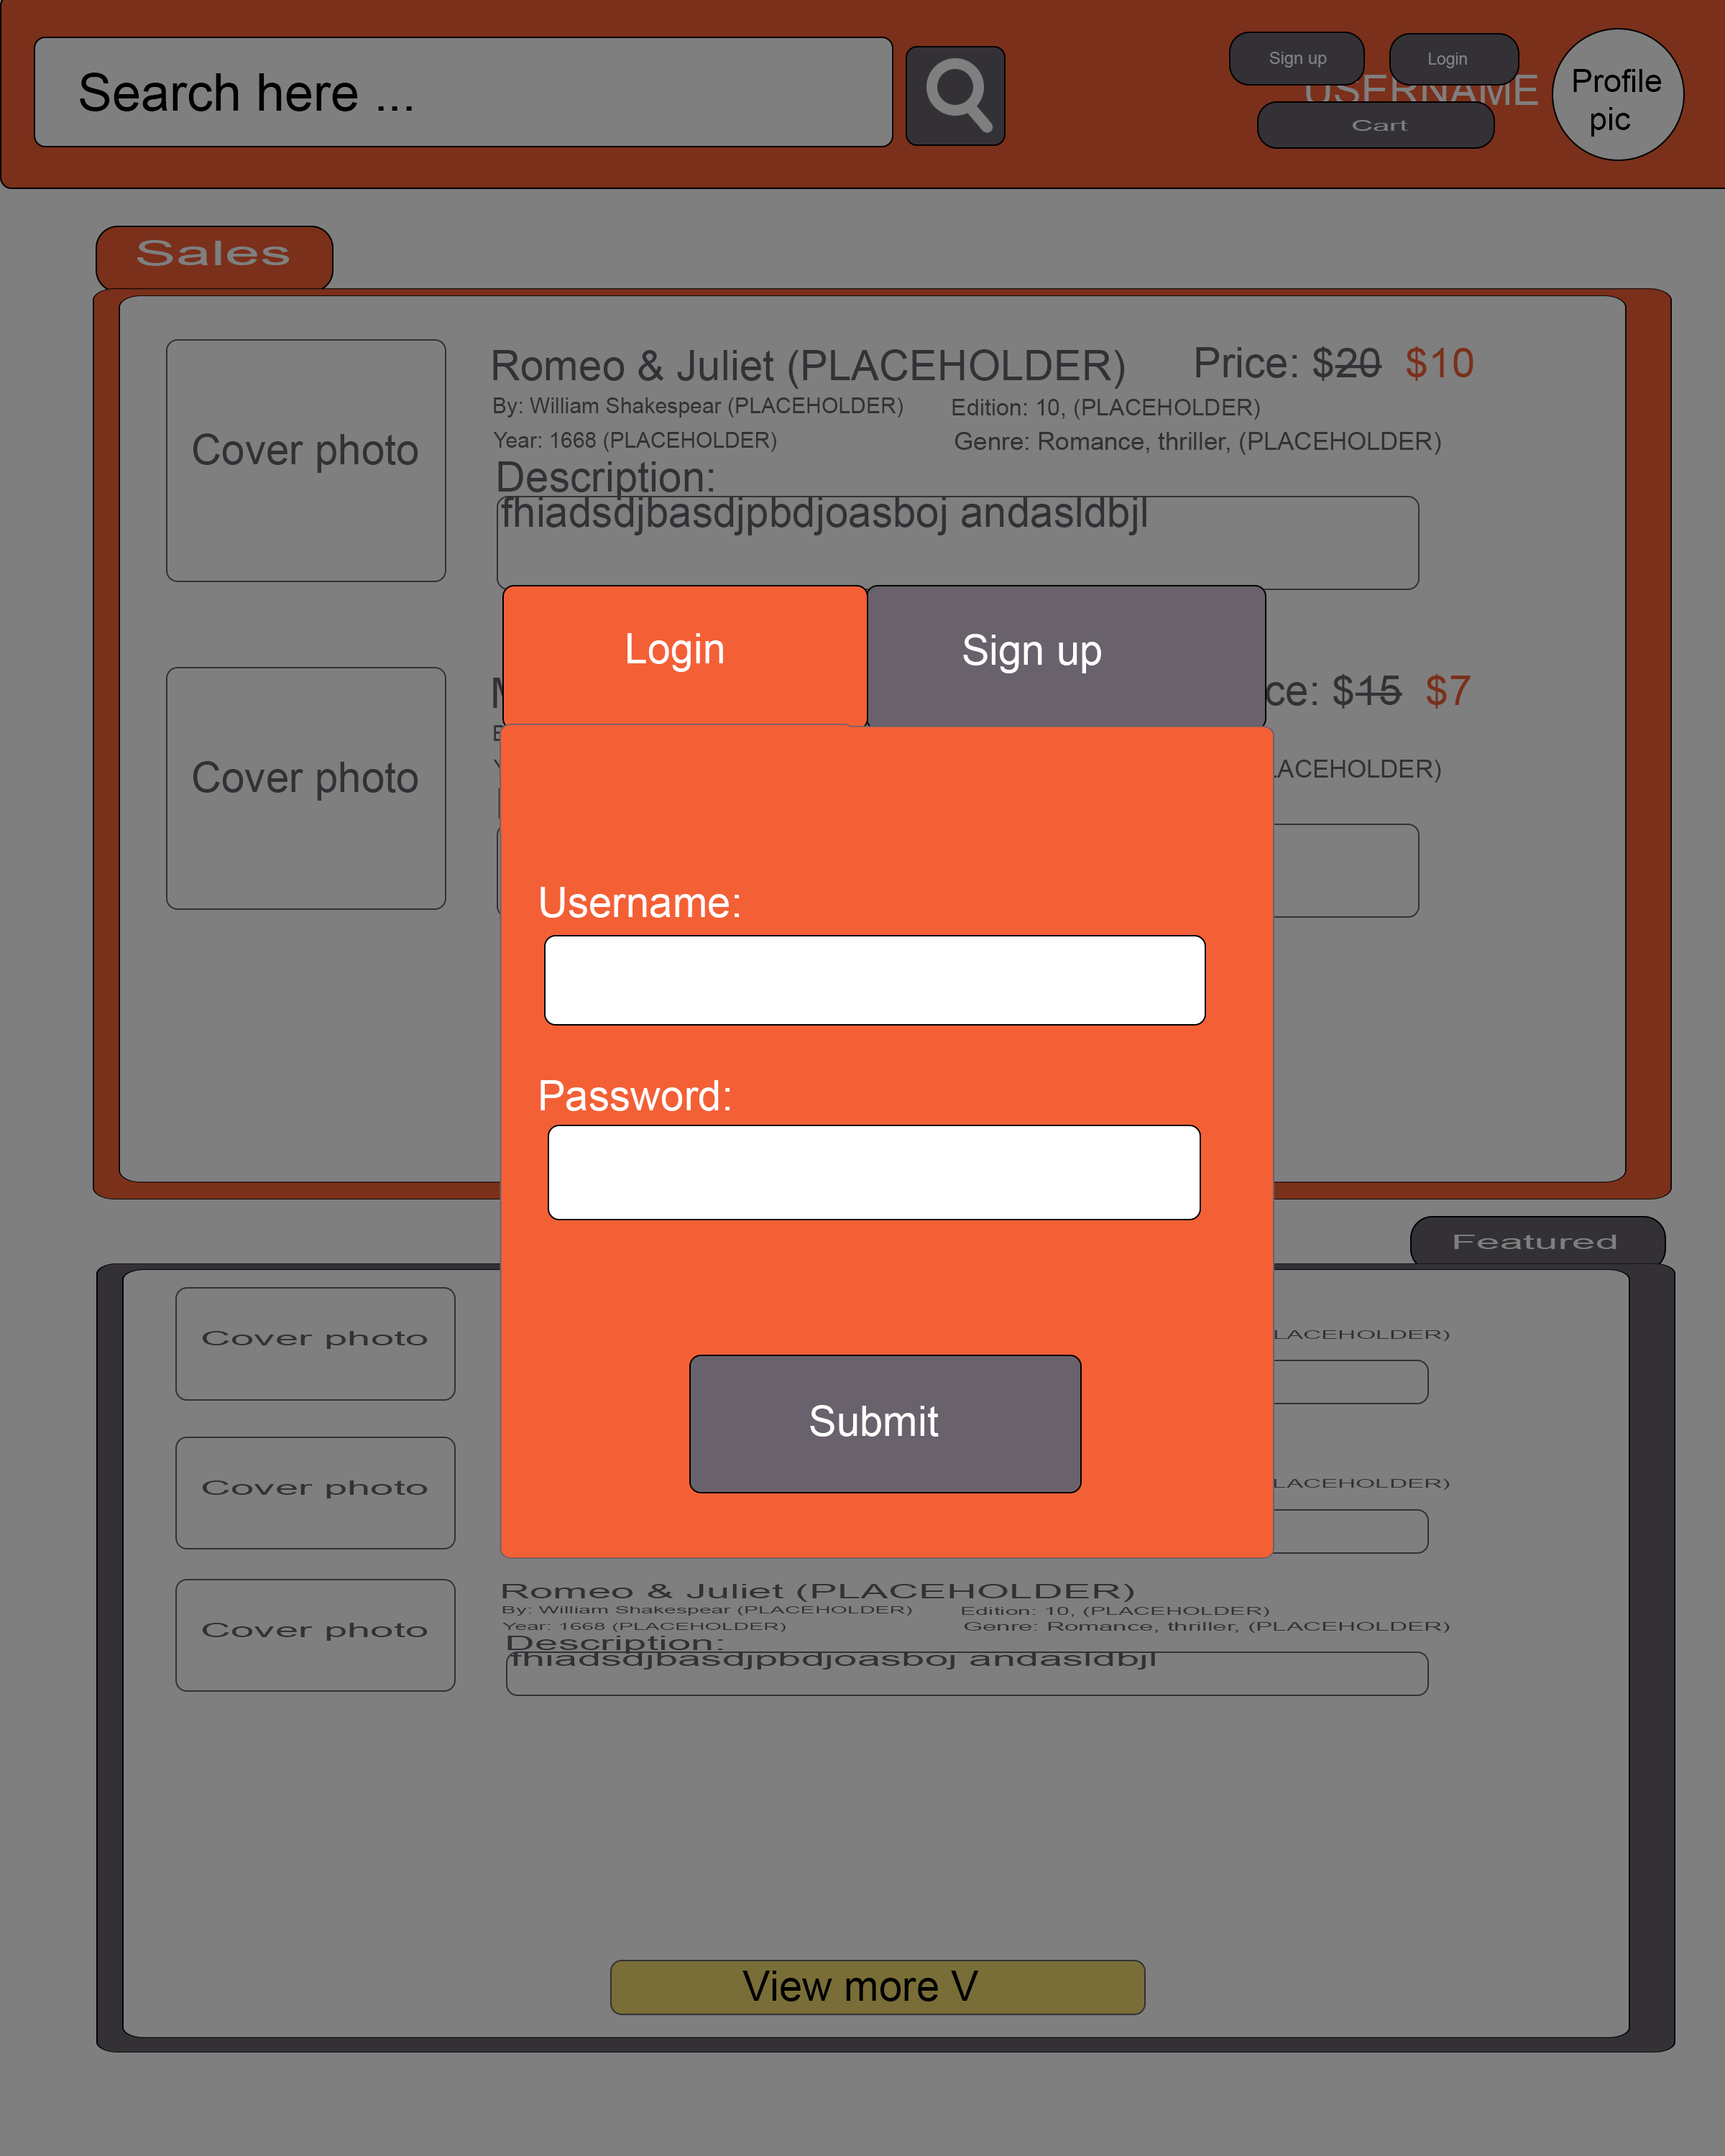 Search here ...
Sign up
Login
USERNAME
Cart
Profile
pic
Sales
Cover photo
Romeo & Juliet (PLACEHOLDER)
Price: $20 $10
By: William Shakespear (PLACEHOLDER)
Edition: 10, (PLACEHOLDER)
Year: 1668 (PLACEHOLDER)
Genre: Romance, thriller, (PLACEHOLDER)
Description:
fhiadsdjbasdjpbdjoasboj andasldbjl
Login
Sign up
Cover photo
ce: $15 $7
LACEHOLDER)
Username:
Password:
Submit
Featured
Cover photo
LACEHOLDER)
Cover photo
LACEHOLDER)
Cover photo
Romeo & Juliet (PLACEHOLDER)
By: William Shakespear (PLACEHOLDER)
Edition: 10, (PLACEHOLDER)
Year: 1668 (PLACEHOLDER)
Genre: Romance, thriller, (PLACEHOLDER)
Description:
fhiadsdjbasdjpbdjoasboj andasldbjl
View more V